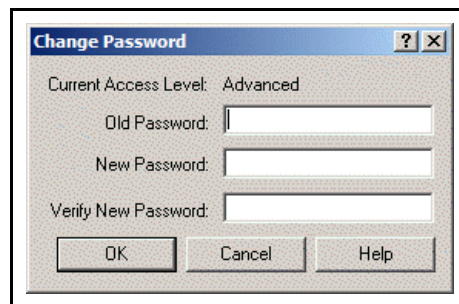 Change Password
Current Access Level: Advanced
Old Password:
New Password:
Verify New Password:
OK Cancel Help